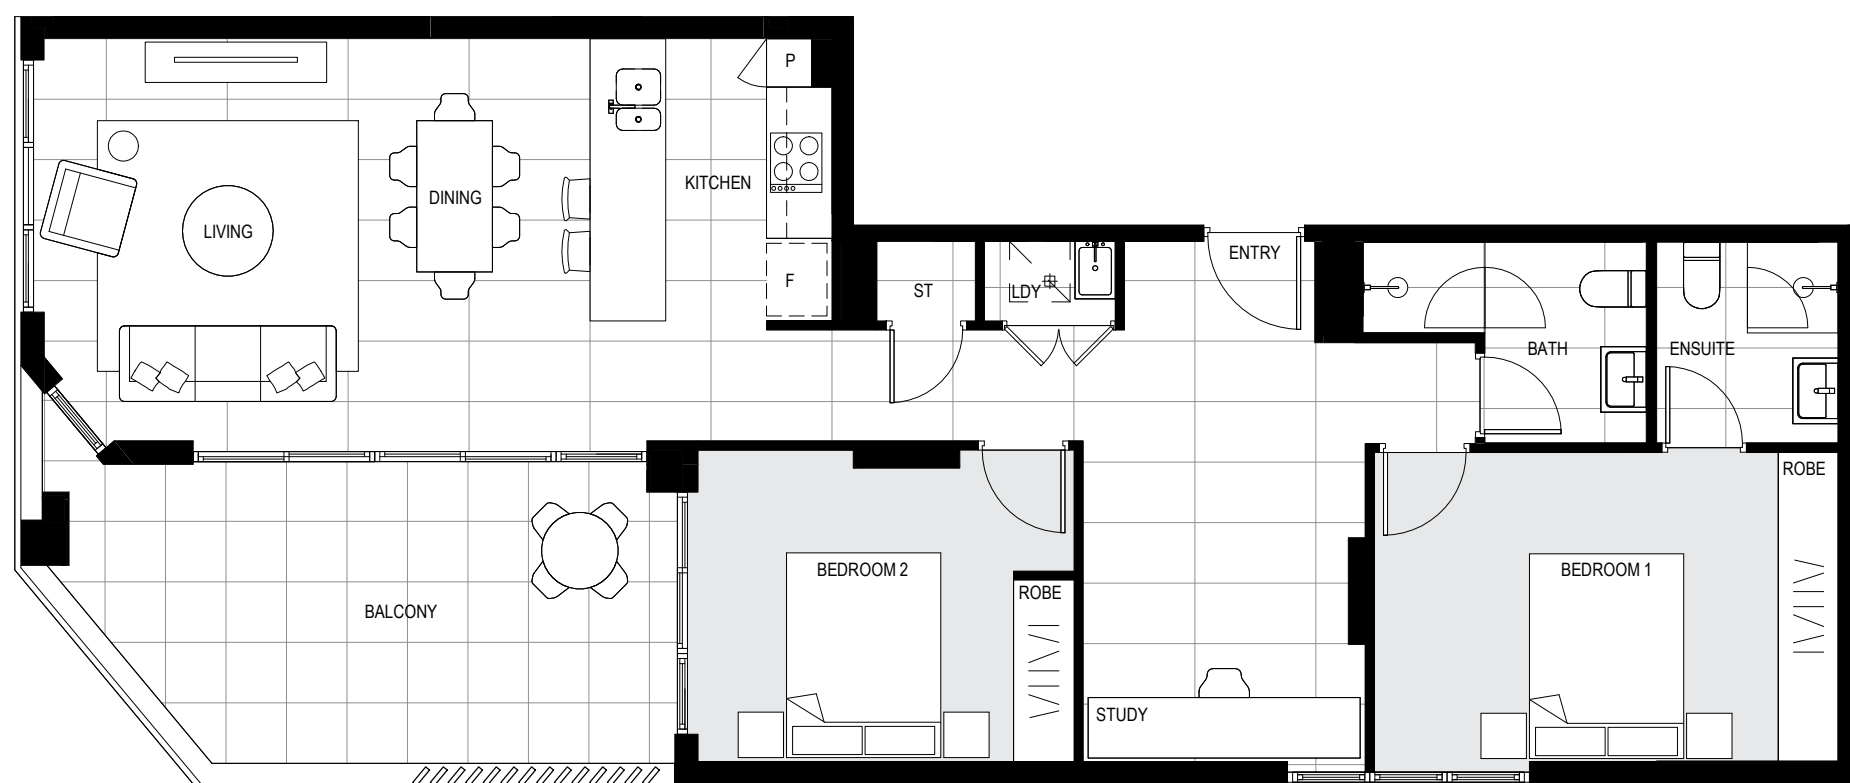 P
KITCHEN
DINING
LIVING
F
ENTRY
ST
LDY
BATH
ENSUITE
ROBE
BEDROOM 2
BEDROOM 1
ROBE
BALCONY
STUDY